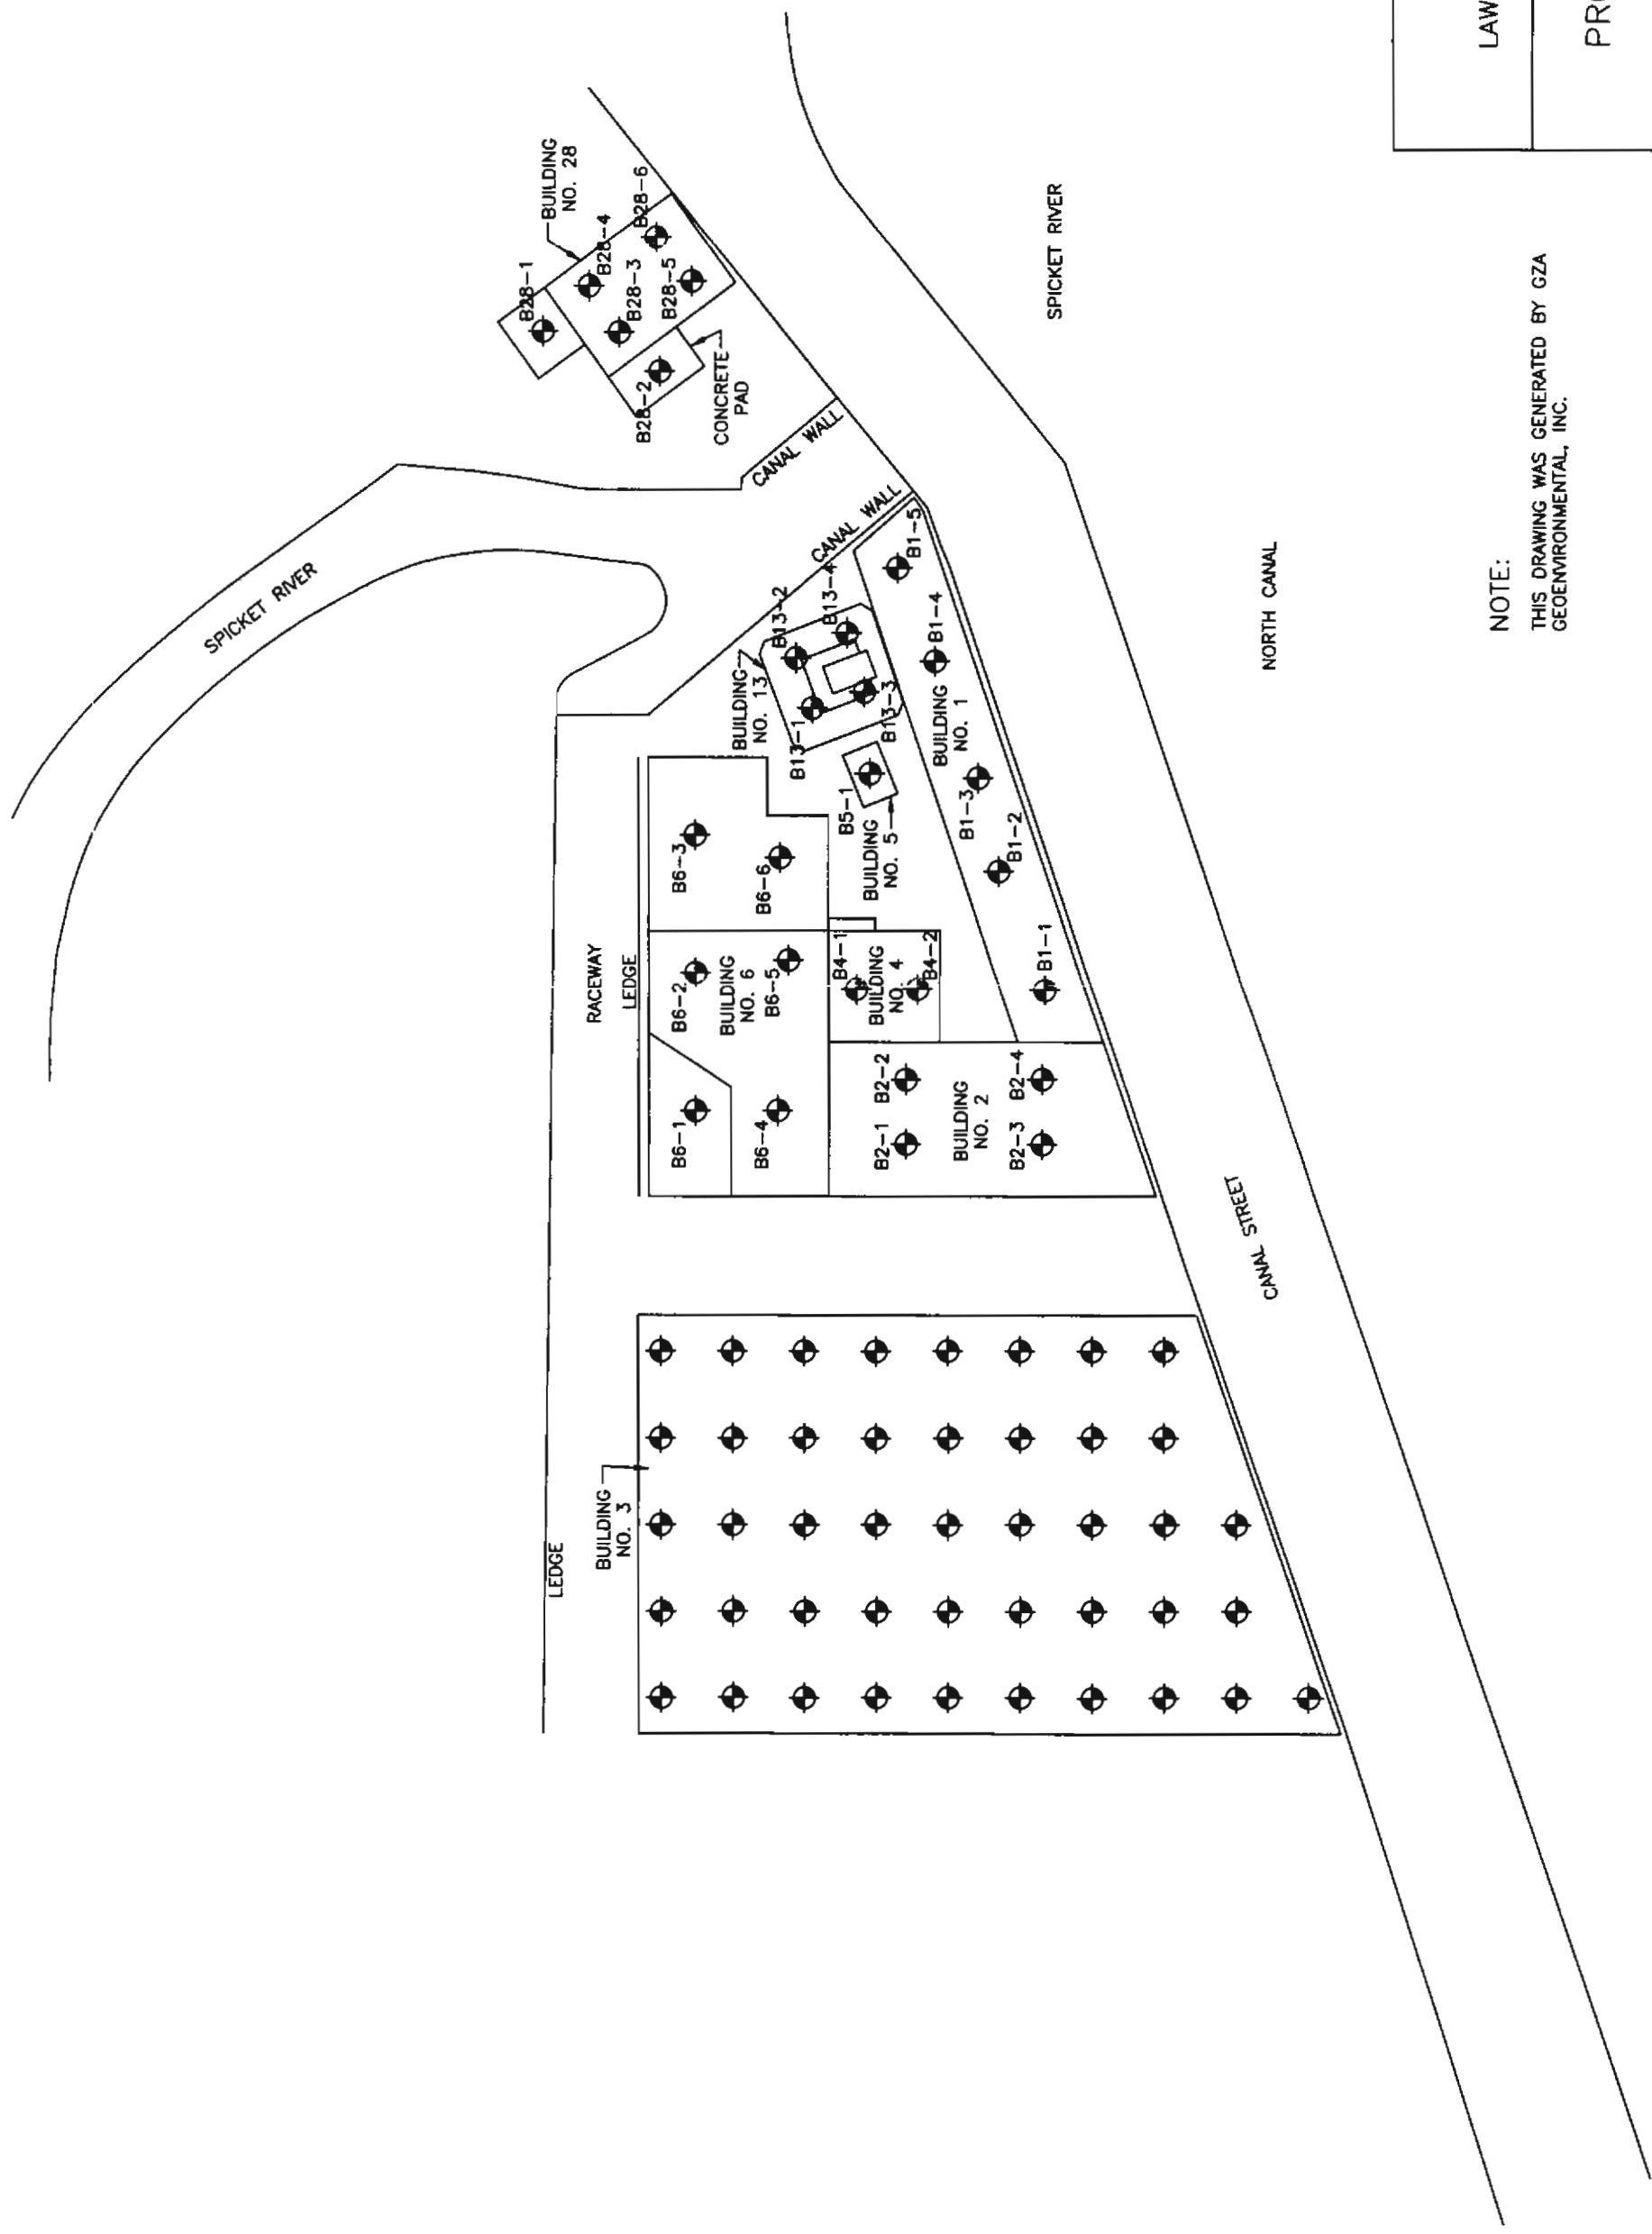 SPICKET RIVER
BUILDING
NO. 28
B28-1
B28-4
B28-6
B28-3
B28-5
B28-2
CONCRETE
PAD
CANAL WALL
CANAL WALL
SPICKET RIVER
RACEWAY
LEDGE
BUILDING
NO. 13
B13-2
B13-4
B13-1
B13-3
B1-5
B1-4
BUILDING
NO. 1
B1-3
B1-2
B1-1
B5-1
BUILDING
NO. 5
B6-3
B6-6
B6-2
BUILDING
NO. 6
B6-5
B6-1
B6-4
B4-1
BUILDING
NO. 4
B4-2
B2-2
B2-4
B2-1
BUILDING
NO. 2
B2-3
NORTH CANAL
CANAL STREET
LEDGE
BUILDING
NO. 3
NOTE:
THIS DRAWING WAS GENERATED BY GZA
GEOENVIRONMENTAL, INC.
LAW